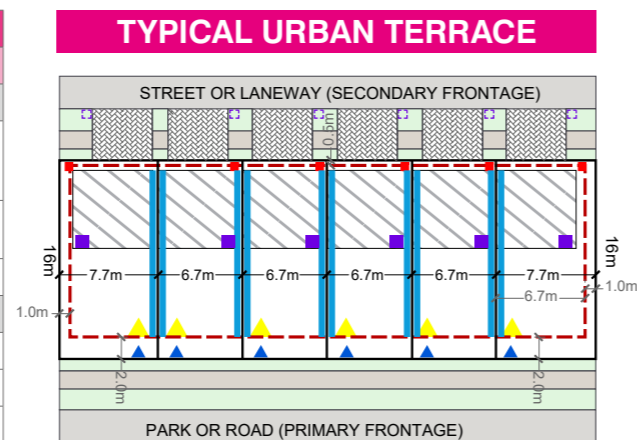 TYPICAL URBAN TERRACE
STREET OR LANEWAY (SECONDARY FRONTAGE)
0.5m
16m
7.7m
6.7m
6.7m
6.7m
6.7m
7.7m
16m
1.0m
6.7m
1.0m
2.0m
2.0m
PARK OR ROAD (PRIMARY FRONTAGE)